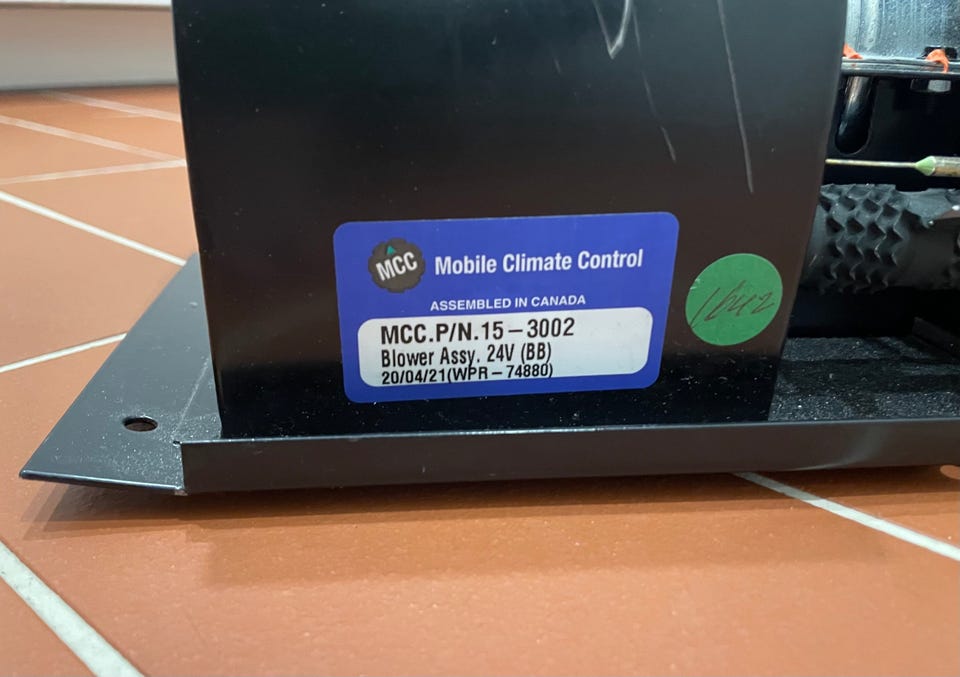 MCC
Mobile Climate Control
ASSEMBLED IN CANADA
MCC.P/N.15-3002
Blower Assy. 24V (BB)
20/04/21(WPR-74880)